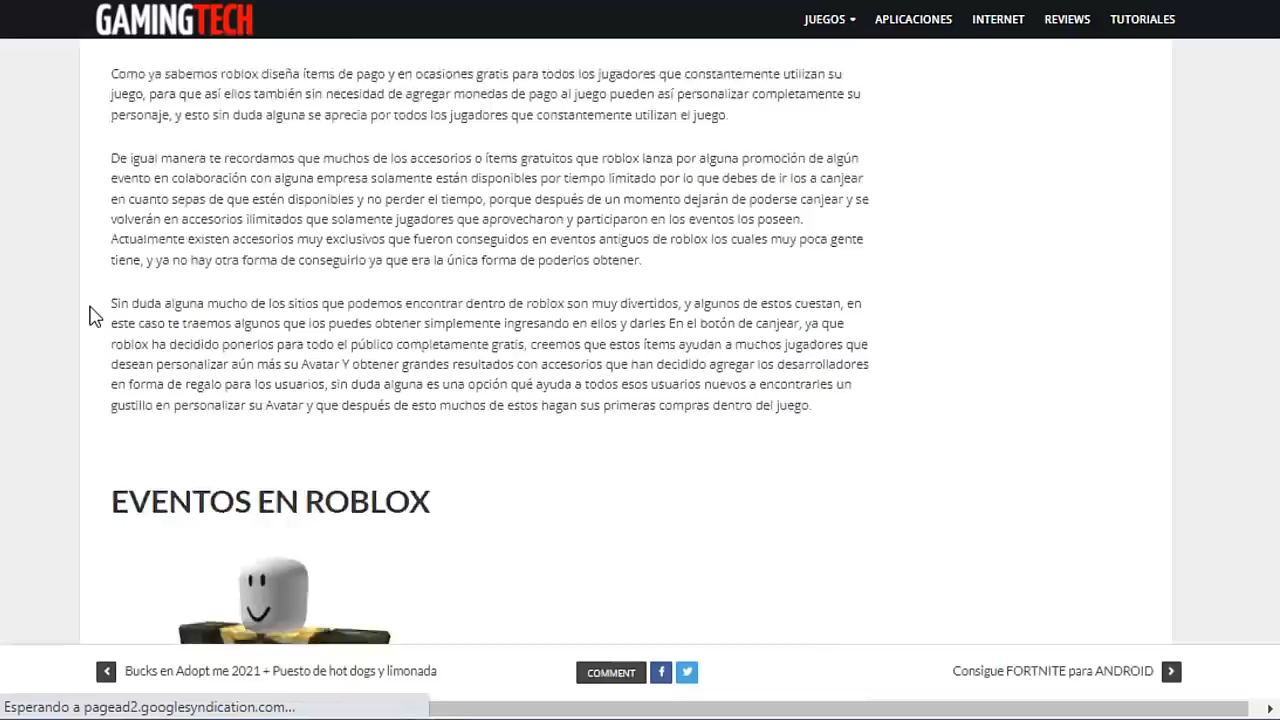 GAMINGTECH
JUEGOS
APLICACIONES
INTERNET
REVIEWS
TUTORIALES
Como ya sabemos roblox diseña ítems de pago y en ocasiones gratis para todos los jugadores que constantemente utilizan su
juego, para que así ellos también sin necesidad de agregar monedas de pago al juego pueden así personalizar completamente su
personaje, y esto sin duda alguna se aprecia por todos los jugadores que constantemente utilizan el juego.
De igual manera te recordamos que muchos de los accesorios o ítems gratuitos que roblox lanza por alguna promoción de algún
evento en colaboración con alguna empresa solamente están disponibles por tiempo limitado por lo que debes de ir los a canjear
en cuanto sepas de que estén disponibles y no perder el tiempo, porque después de un momento dejarán de poderse canjear y se
volverán en accesorios ilimitados que solamente jugadores que aprovecharon y participaron en los eventos los poseen.
Actualmente existen accesorios muy exclusivos que fueron conseguidos en eventos antiguos de roblox los cuales muy poca gente
tiene, y ya no hay otra forma de conseguirlo ya que era la única forma de poderlos obtener.
Sin duda alguna mucho de los sitios que podemos encontrar dentro de roblox son muy divertidos, y algunos de estos cuestan, en
este caso te traemos algunos que los puedes obtener simplemente ingresando en ellos y darles En el botón de canjear, ya que
roblox ha decidido ponerlos para todo el público completamente gratis, creemos que estos ítems ayudan a muchos jugadores que
desean personalizar aún más su Avatar Y obtener grandes resultados con accesorios que han decidido agregar los desarrolladores
en forma de regalo para los usuarios, sin duda alguna es una opción qué ayuda a todos esos usuarios nuevos a encontrarles un
gustillo en personalizar su Avatar y que después de esto muchos de estos hagan sus primeras compras dentro del juego.
EVENTOS EN ROBLOX
Bucks en Adopt me 2021 + Puesto de hot dogs y limonada
COMMENT
Consigue FORTNITE para ANDROID
Esperando a pagead2.googlesyndication.com...